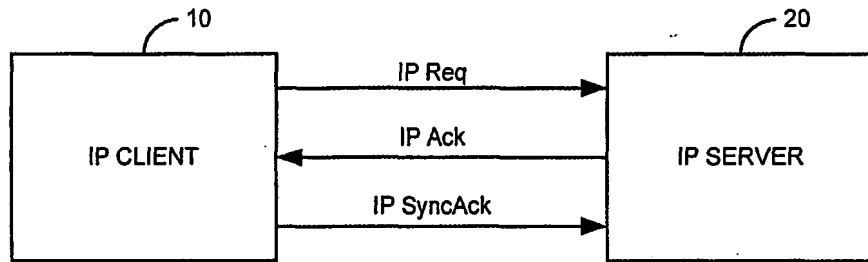 10
20
IP Req
IP CLIENT
IP Ack
IP SERVER
IP SyncAck